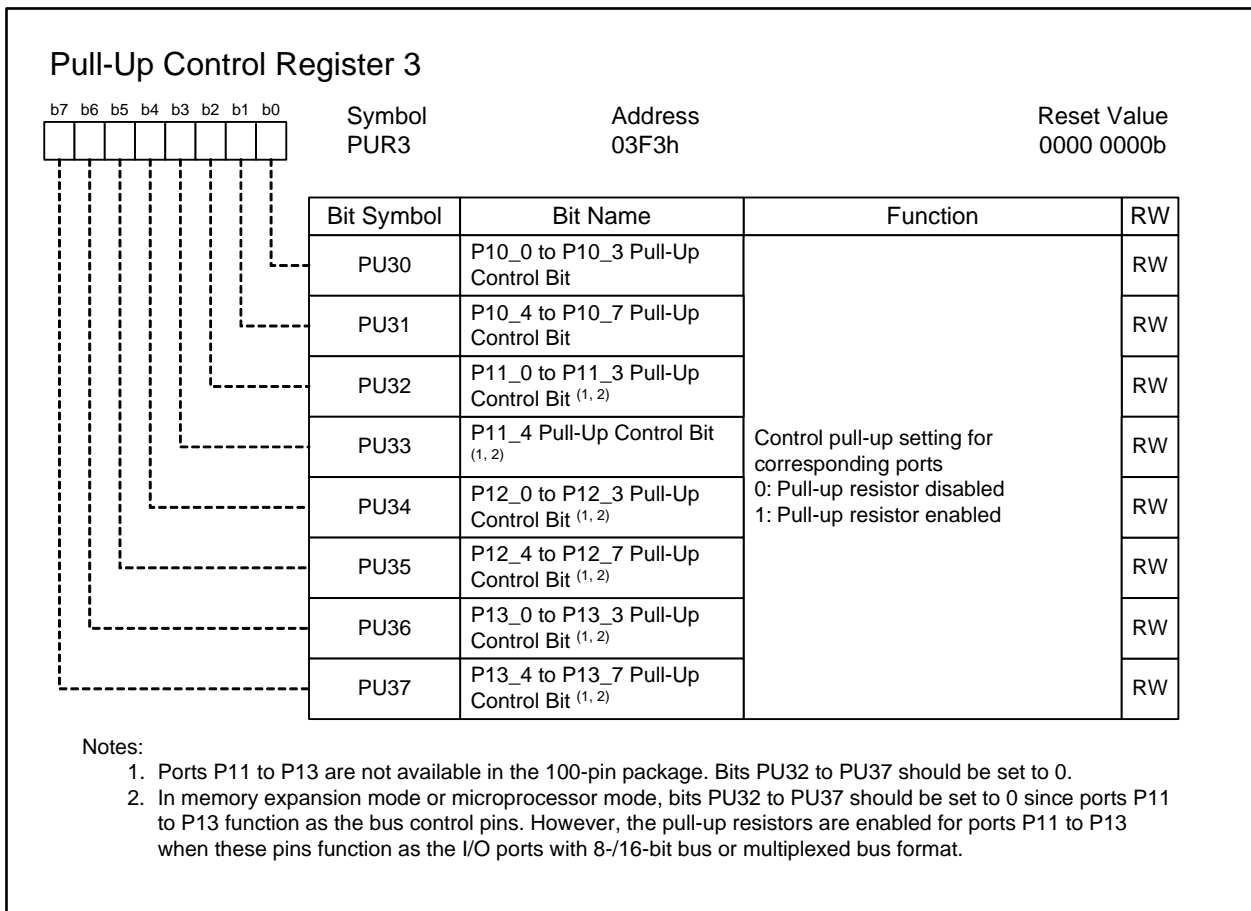 Pull-Up Control Register 3
b7 b6 b5 b4 b3 b2 b1 b0
Symbol Address Reset Value
PUR3 03F3h 0000 0000b
Bit Symbol Bit Name Function RW
PU30 P10_0 to P10_3 Pull-Up Control Bit RW
PU31 P10_4 to P10_7 Pull-Up Control Bit RW
PU32 P11_0 to P11_3 Pull-Up Control Bit (1, 2) RW
PU33 P11_4 Pull-Up Control Bit (1, 2) RW
PU34 P12_0 to P12_3 Pull-Up Control Bit (1, 2) RW
PU35 P12_4 to P12_7 Pull-Up Control Bit (1, 2) RW
PU36 P13_0 to P13_3 Pull-Up Control Bit (1, 2) RW
PU37 P13_4 to P13_7 Pull-Up Control Bit (1, 2) RW
Control pull-up setting for
corresponding ports
0: Pull-up resistor disabled
1: Pull-up resistor enabled
Notes:
1. Ports P11 to P13 are not available in the 100-pin package. Bits PU32 to PU37 should be set to 0.
2. In memory expansion mode or microprocessor mode, bits PU32 to PU37 should be set to 0 since ports P11
to P13 function as the bus control pins. However, the pull-up resistors are enabled for ports P11 to P13
when these pins function as the I/O ports with 8-/16-bit bus or multiplexed bus format.